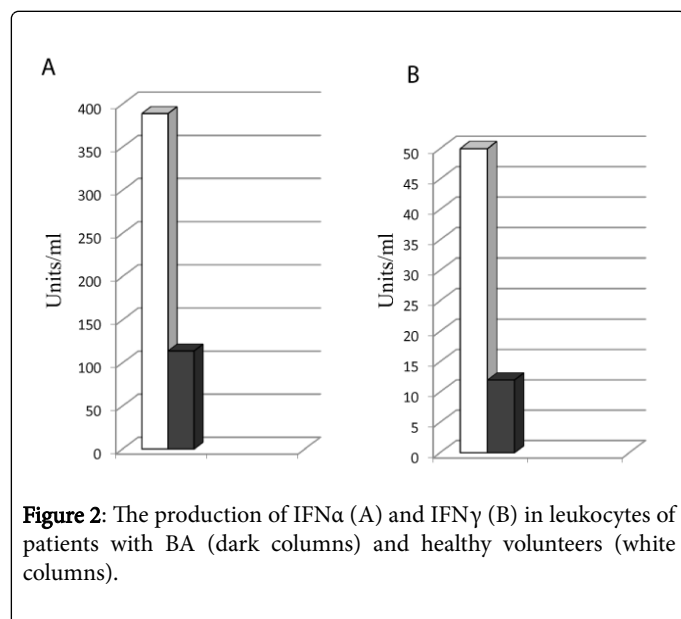 A
B
400
350
300
250
200
150
100
50
0
Units/ml
50
45
40
35
30
25
20
15
10
5
0
Units/ml
Figure 2: The production of IFNα (A) and IFNγ (B) in leukocytes of
patients with BA (dark columns) and healthy volunteers (white
columns).